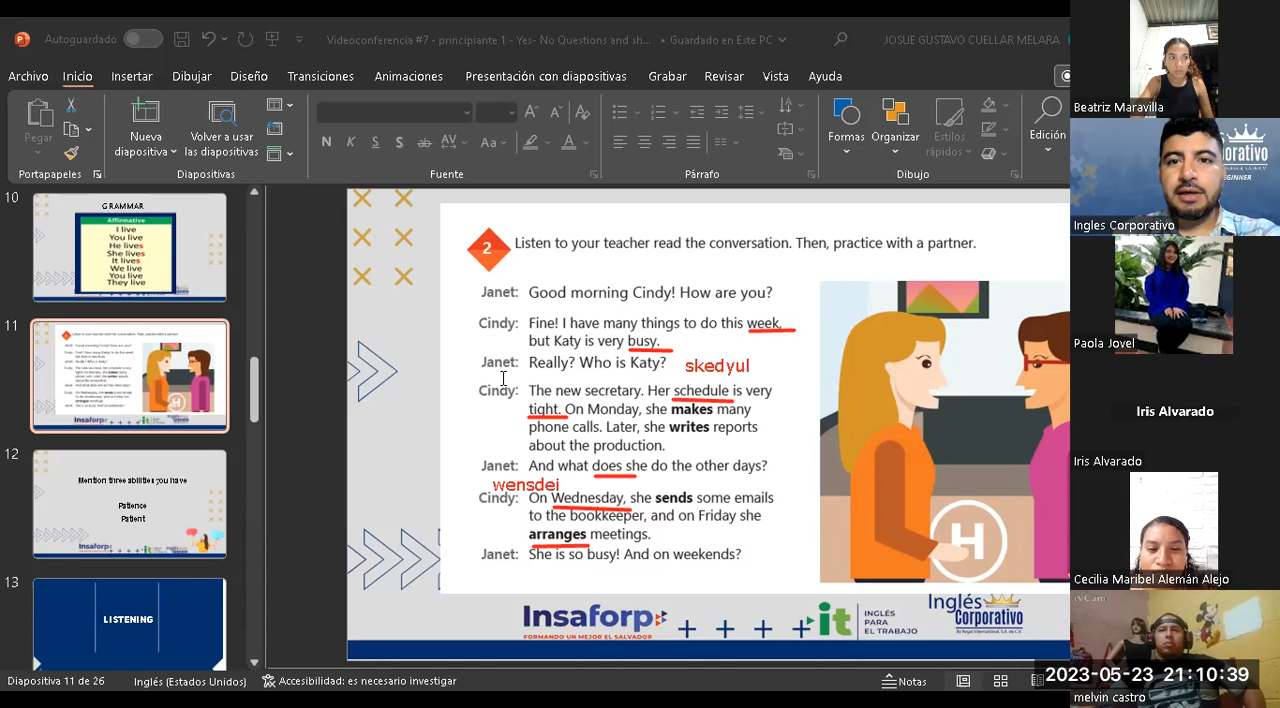 Autoguardado
Videoconferencia #7 - principiante 1 - Yes- No Questions and sh... • Guardado en Este PC
JOSUE GUSTAVO CUELLAR MELARA
Archivo Inicio Insertar Dibujar Diseño Transiciones Animaciones Presentación con diapositivas Grabar Revisar Vista Ayuda
Pegar
Nueva diapositiva
Volver a usar las diapositivas
N K S S ab AV Aa A
Formas Organizar Estilos rápidos Edición
Portapapeles Diapositivas Fuente Párrafo Dibujo
10
GRAMMAR
Affirmative
I live
You live
He lives
She lives
It lives
We live
You live
They live
11
12
Mention three abilities you have
Patience
Patient
13
LISTENING
2 Listen to your teacher read the conversation. Then, practice with a partner.
Janet: Good morning Cindy! How are you?
Cindy: Fine! I have many things to do this week,
but Katy is very busy.
Janet: Really? Who is Katy?
skedyul
Cindy: The new secretary. Her schedule is very
tight. On Monday, she makes many
phone calls. Later, she writes reports
about the production.
Janet: And what does she do the other days?
wensdei
Cindy: On Wednesday, she sends some emails
to the bookkeeper, and on Friday she
arranges meetings.
Janet: She is so busy! And on weekends?
H
Insaforp
FORMANDO UN MEJOR EL SALVADOR
it INGLÉS PARA EL TRABAJO
Inglés Corporativo
By Regal International, S.A. de C.V.
Diapositiva 11 de 26
Inglés (Estados Unidos)
Accesibilidad: es necesario investigar
Notas
Beatriz Maravilla
Ingles Corporativo
Paola Jovel
Iris Alvarado
Iris Alvarado
Cecilia Maribel Alemán Alejo
2023-05-23 21:10:39
melvin castro